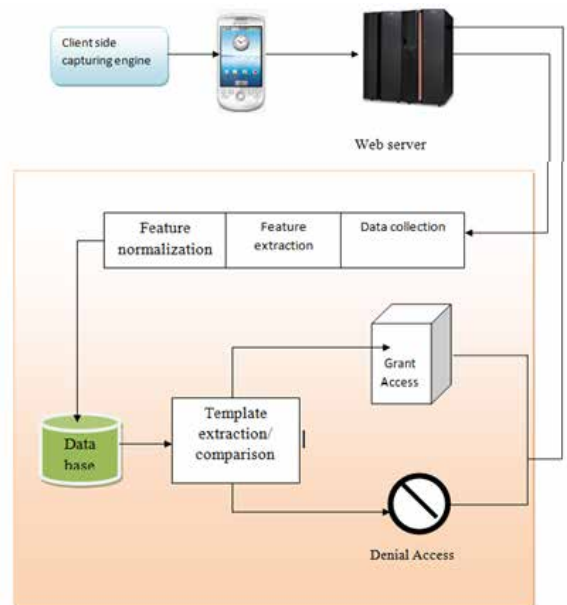 Client side
capturing engine
Web server
Feature
normalization
Feature
extraction
Data collection
Grant
Access
Template
extraction/
comparison
Data
base
Denial Access